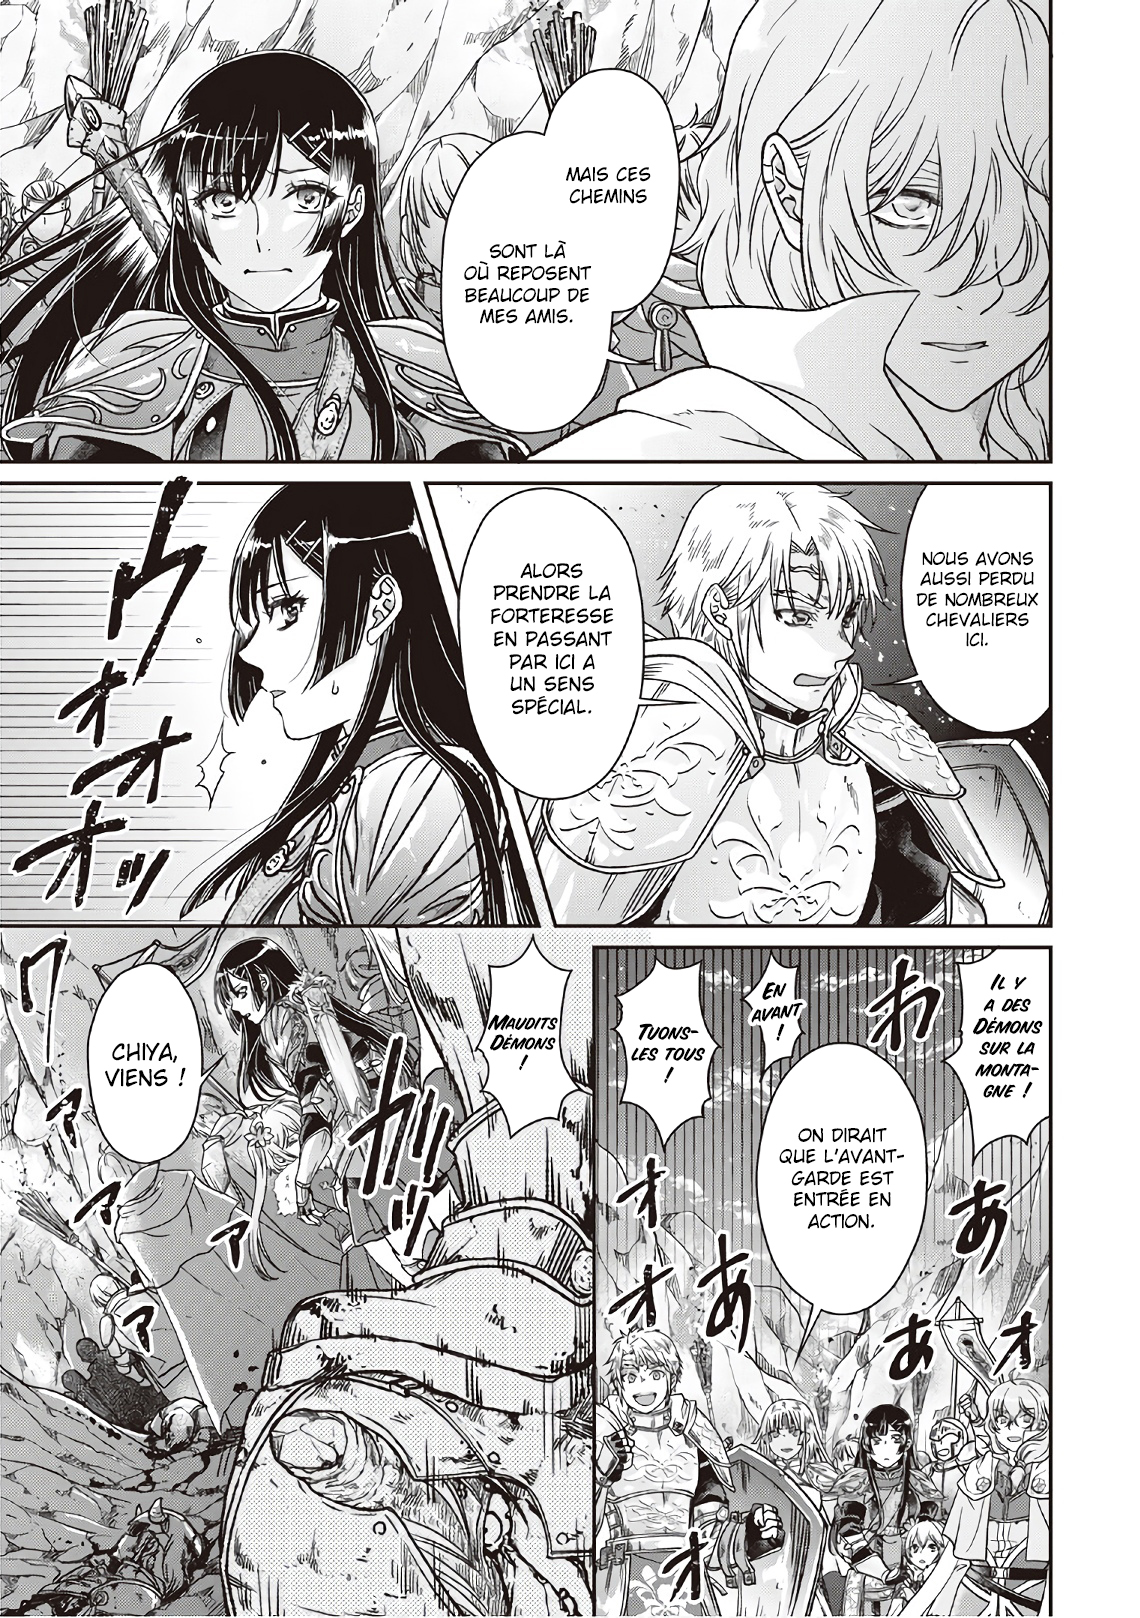 MAIS CES
CHEMINS
SONT LÀ
OÙ REPOSENT
BEAUCOUP DE
MES AMIS.
NOUS AVONS
AUSSI PERDU
DE NOMBREUX
CHEVALIERS
ICI.
ALORS
PRENDRE LA
FORTERESSE
EN PASSANT
PAR ICI A
UN SENS
SPÉCIAL.
ワ
オ
オオ
オッ
IL Y
A DES
DÉMONS
SUR LA
MONTA-
GNE !
EN
AVANT !
TUONS-
LES TOUS
!
MAUDITS
DÉMONS
!
ON DIRAIT
QUE L'AVANT-
GARDE EST
ENTRÉE EN
ACTION.
わ
あ
あ
あ
オ
オ
オ
CHIYA,
VIENS !
ワ
ァ
ァ
ァ
ガリッ